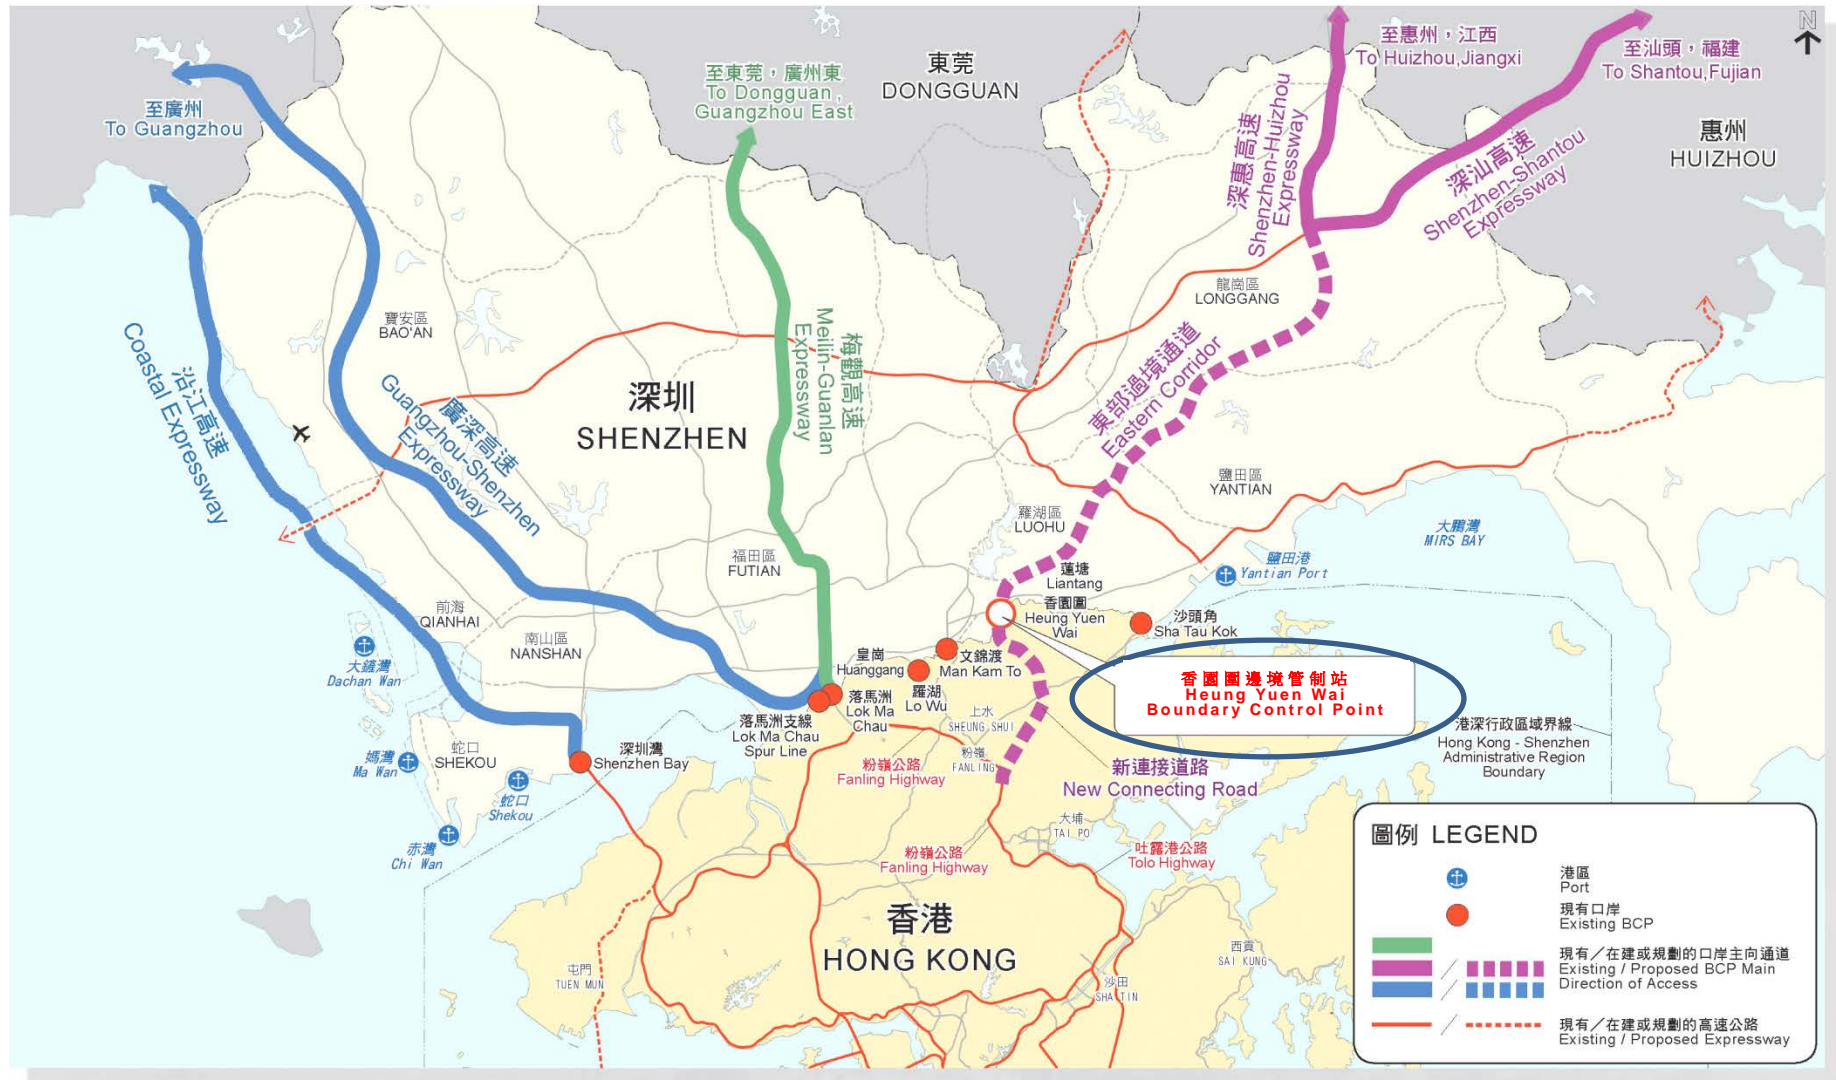 N
至惠州，江西
To Huizhou,Jiangxi
至汕頭，福建
To Shantou,Fujian
東莞
DONGGUAN
至東莞，廣州東
To Dongguan ,
Guangzhou East
至廣州
To Guangzhou
惠州
HUIZHOU
深惠高速
Shenzhen-Huizhou
Expressway
深汕高速
Shenzhen-Shantou
Expressway
龍崗區
LONGGANG
寶安區
BAO'AN
梅觀高速
Meilin-Guanlan
Expressway
東部過境通道
Eastern Corridor
沿江高速
Coastal Expressway
廣深高速
Guangzhou-Shenzhen
Expressway
深圳
SHENZHEN
鹽田區
YANTIAN
羅湖區
LUOHU
大鵬灣
MIRS BAY
福田區
FUTIAN
鹽田港
Yantian Port
蓮塘
Liantang
前海
QIANHAI
香園圍
Heung Yuen
Wai
沙頭角
Sha Tau Kok
南山區
NANSHAN
皇崗
Huanggang
文錦渡
Man Kam To
大鏟灣
Dachan Wan
香園圍邊境管制站
Heung Yuen Wai
Boundary Control Point
羅湖
Lo Wu
落馬洲
Lok Ma
Chau
落馬洲支線
Lok Ma Chau
Spur Line
上水
SHEUNG SHUI
港深行政區域界線
Hong Kong - Shenzhen
Administrative Region
Boundary
蛇口
SHEKOU
深圳灣
Shenzhen Bay
媽灣
Ma Wan
粉嶺
FANLING
粉嶺公路
Fanling Highway
新連接道路
New Connecting Road
蛇口
Shekou
大埔
TAI PO
赤灣
Chi Wan
粉嶺公路
Fanling Highway
吐露港公路
Tolo Highway
香港
HONG KONG
西貢
SAI KUNG
屯門
TUEN MUN
沙田
SHA TIN
圖例 LEGEND
港區
Port
現有口岸
Existing BCP
現有／在建或規劃的口岸主向通道
Existing / Proposed BCP Main
Direction of Access
現有／在建或規劃的高速公路
Existing / Proposed Expressway